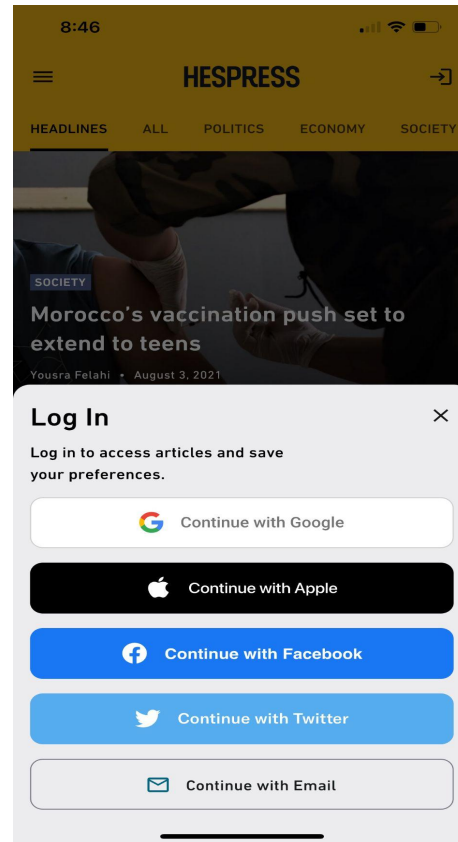 8:46
HESPRESS
HEADLINES ALL POLITICS ECONOMY SOCIETY
SOCIETY
Morocco's vaccination push set to
extend to teens
Yousra Felahi • August 3, 2021
Log In
Log in to access articles and save
your preferences.
Continue with Google
Continue with Apple
Continue with Facebook
Continue with Twitter
Continue with Email